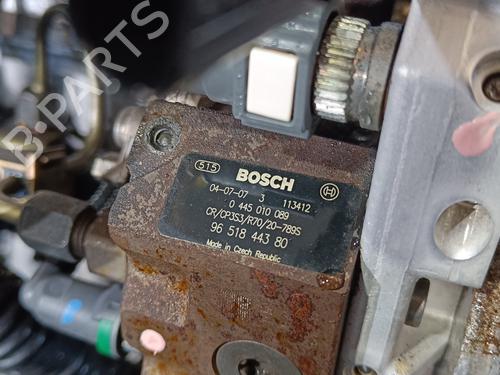 515 BOSCH
04-07-07 3 113412
0 445 010 089
CR/CP3S3/R70/20-789S
96 518 443 80
Made in Czech Republic
B-PARTS